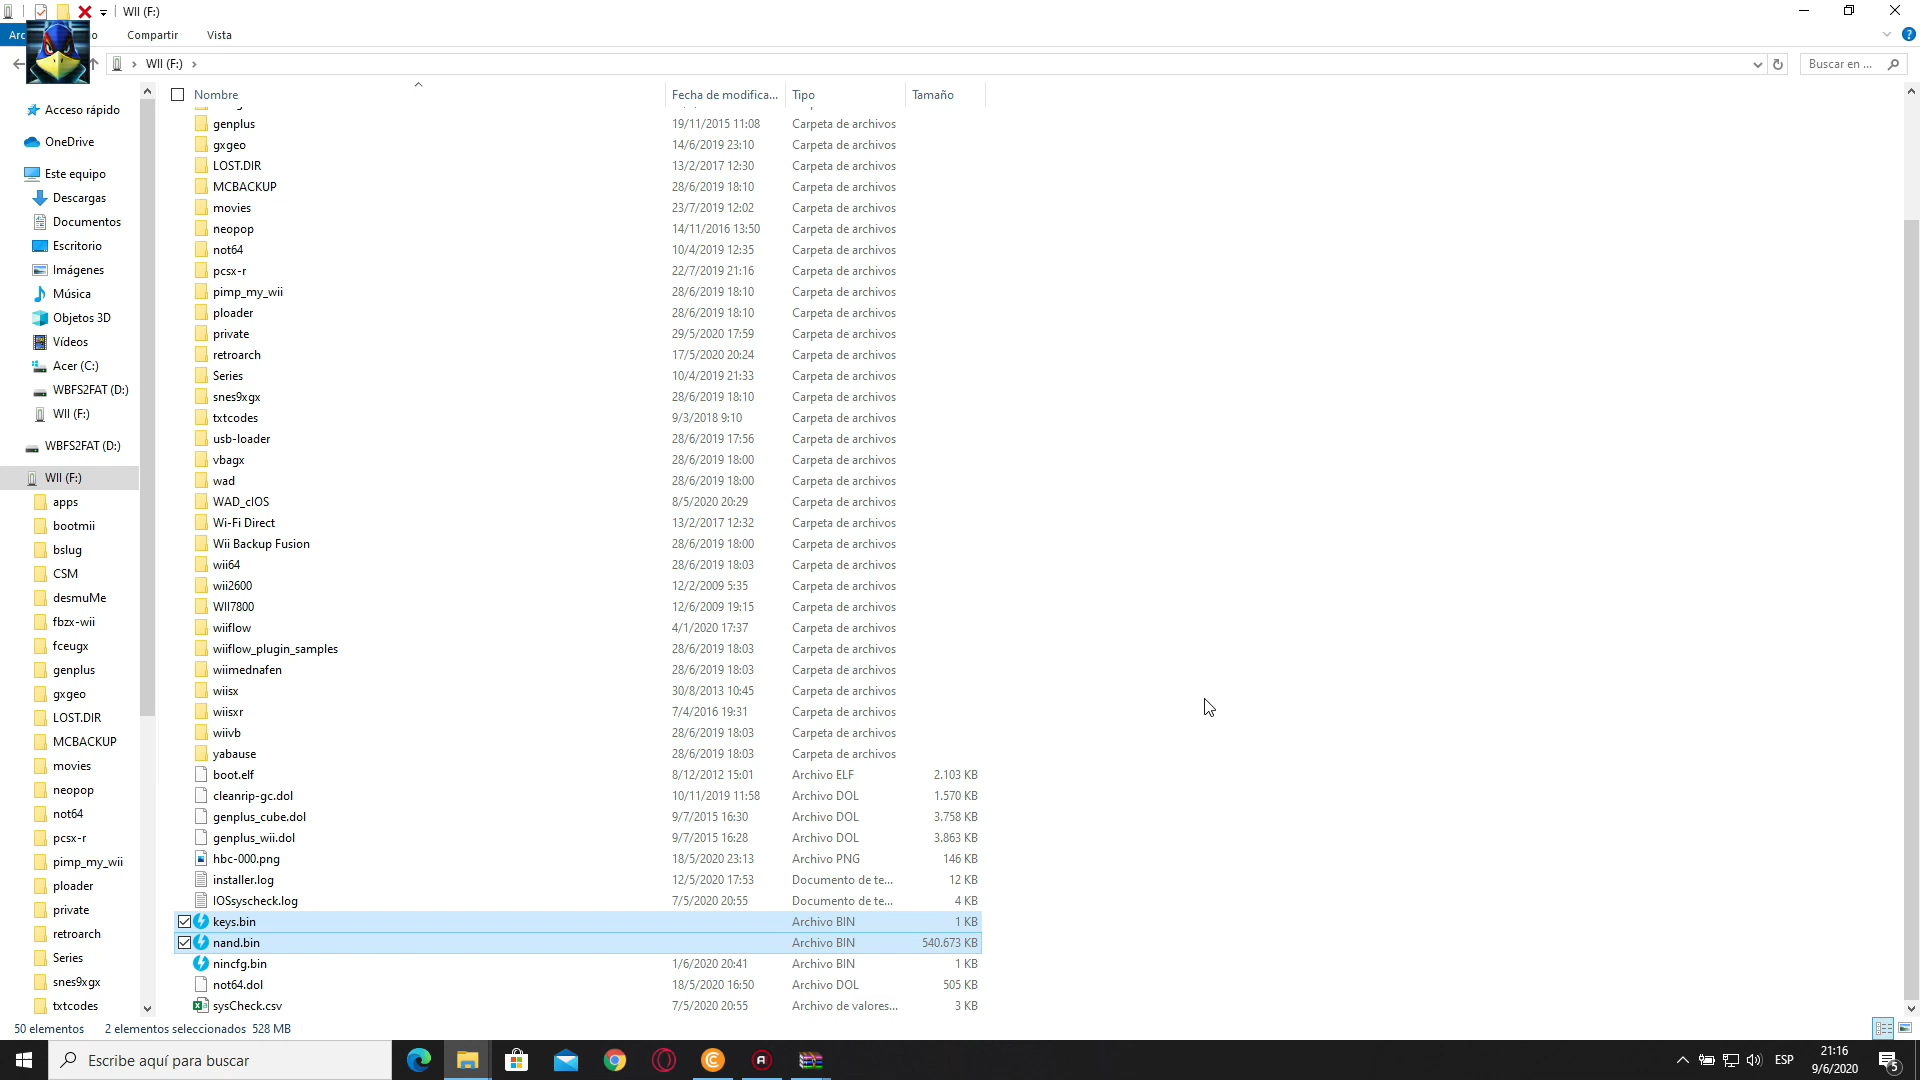 WII (F:)
Arc
o
Compartir
Vista
WII (F:)
Buscar en ...
Nombre
Fecha de modifica...
Tipo
Tamaño
genplus 19/11/2015 11:08 Carpeta de archivos
gxgeo 14/6/2019 23:10 Carpeta de archivos
LOST.DIR 13/2/2017 12:30 Carpeta de archivos
MCBACKUP 28/6/2019 18:10 Carpeta de archivos
movies 23/7/2019 12:02 Carpeta de archivos
neopop 14/11/2016 13:50 Carpeta de archivos
not64 10/4/2019 12:35 Carpeta de archivos
pcsx-r 22/7/2019 21:16 Carpeta de archivos
pimp_my_wii 28/6/2019 18:10 Carpeta de archivos
ploader 28/6/2019 18:10 Carpeta de archivos
private 29/5/2020 17:59 Carpeta de archivos
retroarch 17/5/2020 20:24 Carpeta de archivos
Series 10/4/2019 21:33 Carpeta de archivos
snes9xgx 28/6/2019 18:10 Carpeta de archivos
txtcodes 9/3/2018 9:10 Carpeta de archivos
usb-loader 28/6/2019 17:56 Carpeta de archivos
vbagx 28/6/2019 18:00 Carpeta de archivos
wad 28/6/2019 18:00 Carpeta de archivos
WAD_cIOS 8/5/2020 20:29 Carpeta de archivos
Wi-Fi Direct 13/2/2017 12:32 Carpeta de archivos
Wii Backup Fusion 28/6/2019 18:00 Carpeta de archivos
wii64 28/6/2019 18:03 Carpeta de archivos
wii2600 12/2/2009 5:35 Carpeta de archivos
WII7800 12/6/2009 19:15 Carpeta de archivos
wiiflow 4/1/2020 17:37 Carpeta de archivos
wiiflow_plugin_samples 28/6/2019 18:03 Carpeta de archivos
wiimednafen 28/6/2019 18:03 Carpeta de archivos
wiisx 30/8/2013 10:45 Carpeta de archivos
wiisxr 7/4/2016 19:31 Carpeta de archivos
wiivb 28/6/2019 18:03 Carpeta de archivos
yabause 28/6/2019 18:03 Carpeta de archivos
boot.elf 8/12/2012 15:01 Archivo ELF 2.103 KB
cleanrip-gc.dol 10/11/2019 11:58 Archivo DOL 1.570 KB
genplus_cube.dol 9/7/2015 16:30 Archivo DOL 3.758 KB
genplus_wii.dol 9/7/2015 16:28 Archivo DOL 3.863 KB
hbc-000.png 18/5/2020 23:13 Archivo PNG 146 KB
installer.log 12/5/2020 17:53 Documento de te... 12 KB
IOSsyscheck.log 7/5/2020 20:55 Documento de te... 4 KB
keys.bin Archivo BIN 1 KB
nand.bin Archivo BIN 540.673 KB
nincfg.bin 1/6/2020 20:41 Archivo BIN 1 KB
not64.dol 18/5/2020 16:50 Archivo DOL 505 KB
sysCheck.csv 7/5/2020 20:55 Archivo de valores... 3 KB
Acceso rápido
OneDrive
Este equipo
Descargas
Documentos
Escritorio
Imágenes
Música
Objetos 3D
Vídeos
Acer (C:)
WBFS2FAT (D:)
WII (F:)
WBFS2FAT (D:)
WII (F:)
apps
bootmii
bslug
CSM
desmuMe
fbzx-wii
fceugx
genplus
gxgeo
LOST.DIR
MCBACKUP
movies
neopop
not64
pcsx-r
pimp_my_wii
ploader
private
retroarch
Series
snes9xgx
txtcodes
50 elementos
2 elementos seleccionados 528 MB
Escribe aquí para buscar
ESP
21:16
9/6/2020
5